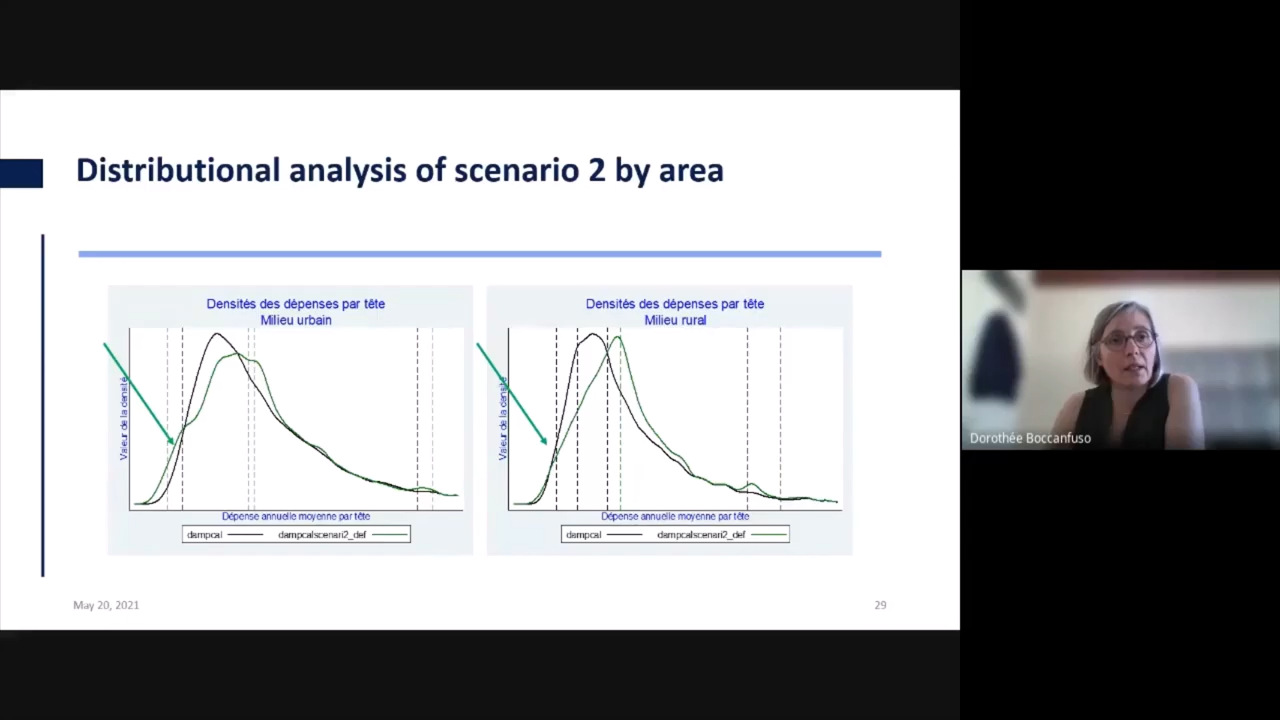 Distributional analysis of scenario 2 by area
Densités des dépenses par tête
Milieu urbain
Valeur de la densité
Dépense annuelle moyenne par tête
dampcal
dampcalscenari2_def
Densités des dépenses par tête
Milieu rural
Valeur de la densité
Dépense annuelle moyenne par tête
dampcal
dampcalscenari2_def
May 20, 2021
29
Dorothée Boccanfuso